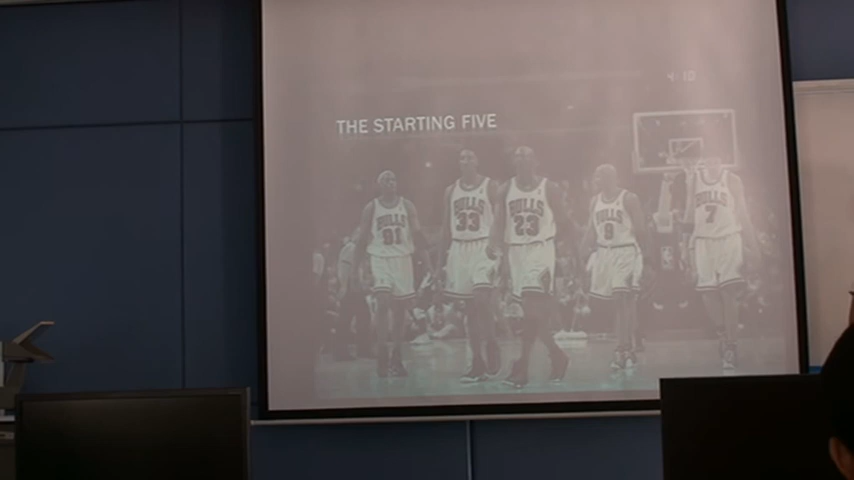 4:10
THE STARTING FIVE
BULLS
91
BULLS
33
BULLS
23
BULLS
9
BULLS
7